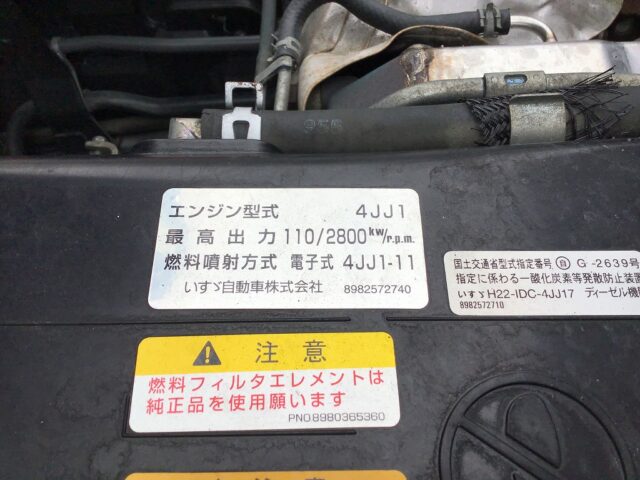 エンジン型式 4JJ1
最高出力 110/2800kw/r.p.m.
燃料噴射方式 電子式 4JJ1-11
いすゞ自動車株式会社 8982572740
国土交通省型式指定番号 自 G-2639号
指定に係わる一酸化炭素等発散防止装置
いすゞH22-IDC-4JJ17 ディーゼル機
8982572710
⚠ 注意
燃料フィルタエレメントは
純正品を使用願います
PNO8980365360